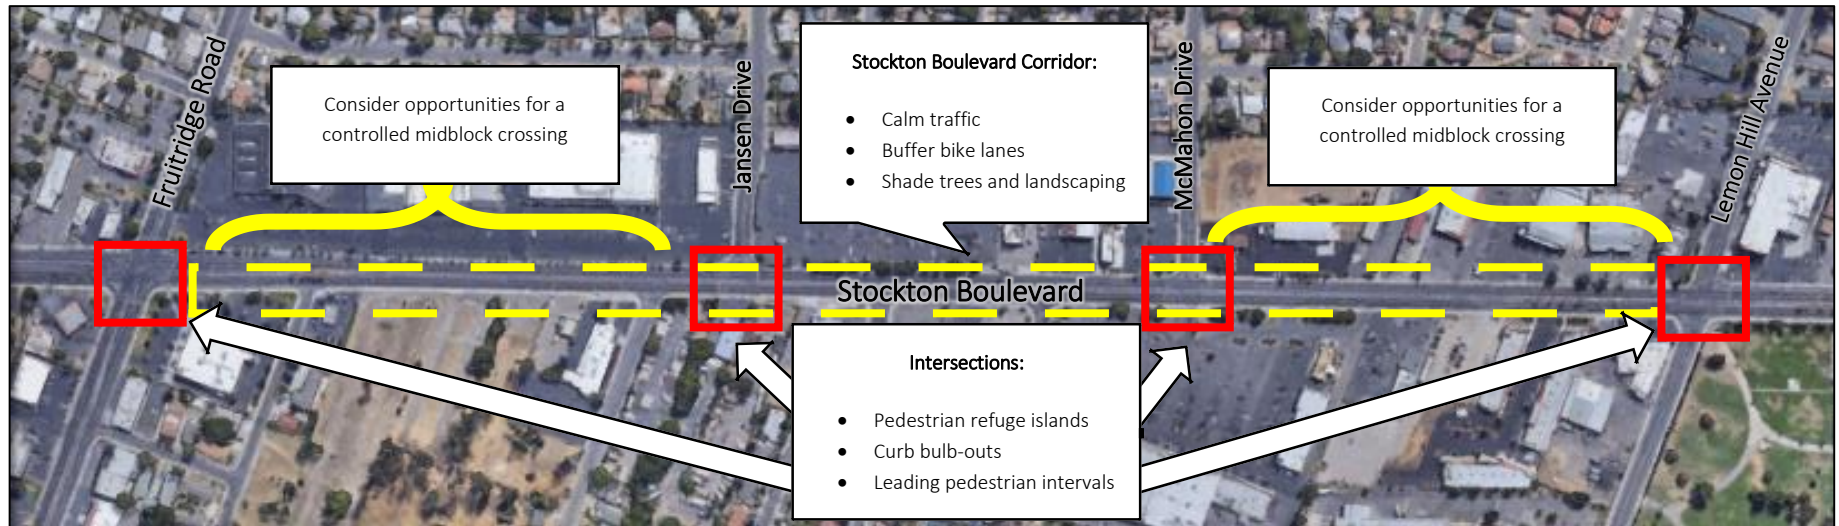 Fruitridge Road
Consider opportunities for a
controlled midblock crossing
Jansen Drive
Stockton Boulevard Corridor:
• Calm traffic
• Buffer bike lanes
• Shade trees and landscaping
McMahon Drive
Consider opportunities for a
controlled midblock crossing
Lemon Hill Avenue
Stockton Boulevard
Intersections:
• Pedestrian refuge islands
• Curb bulb-outs
• Leading pedestrian intervals